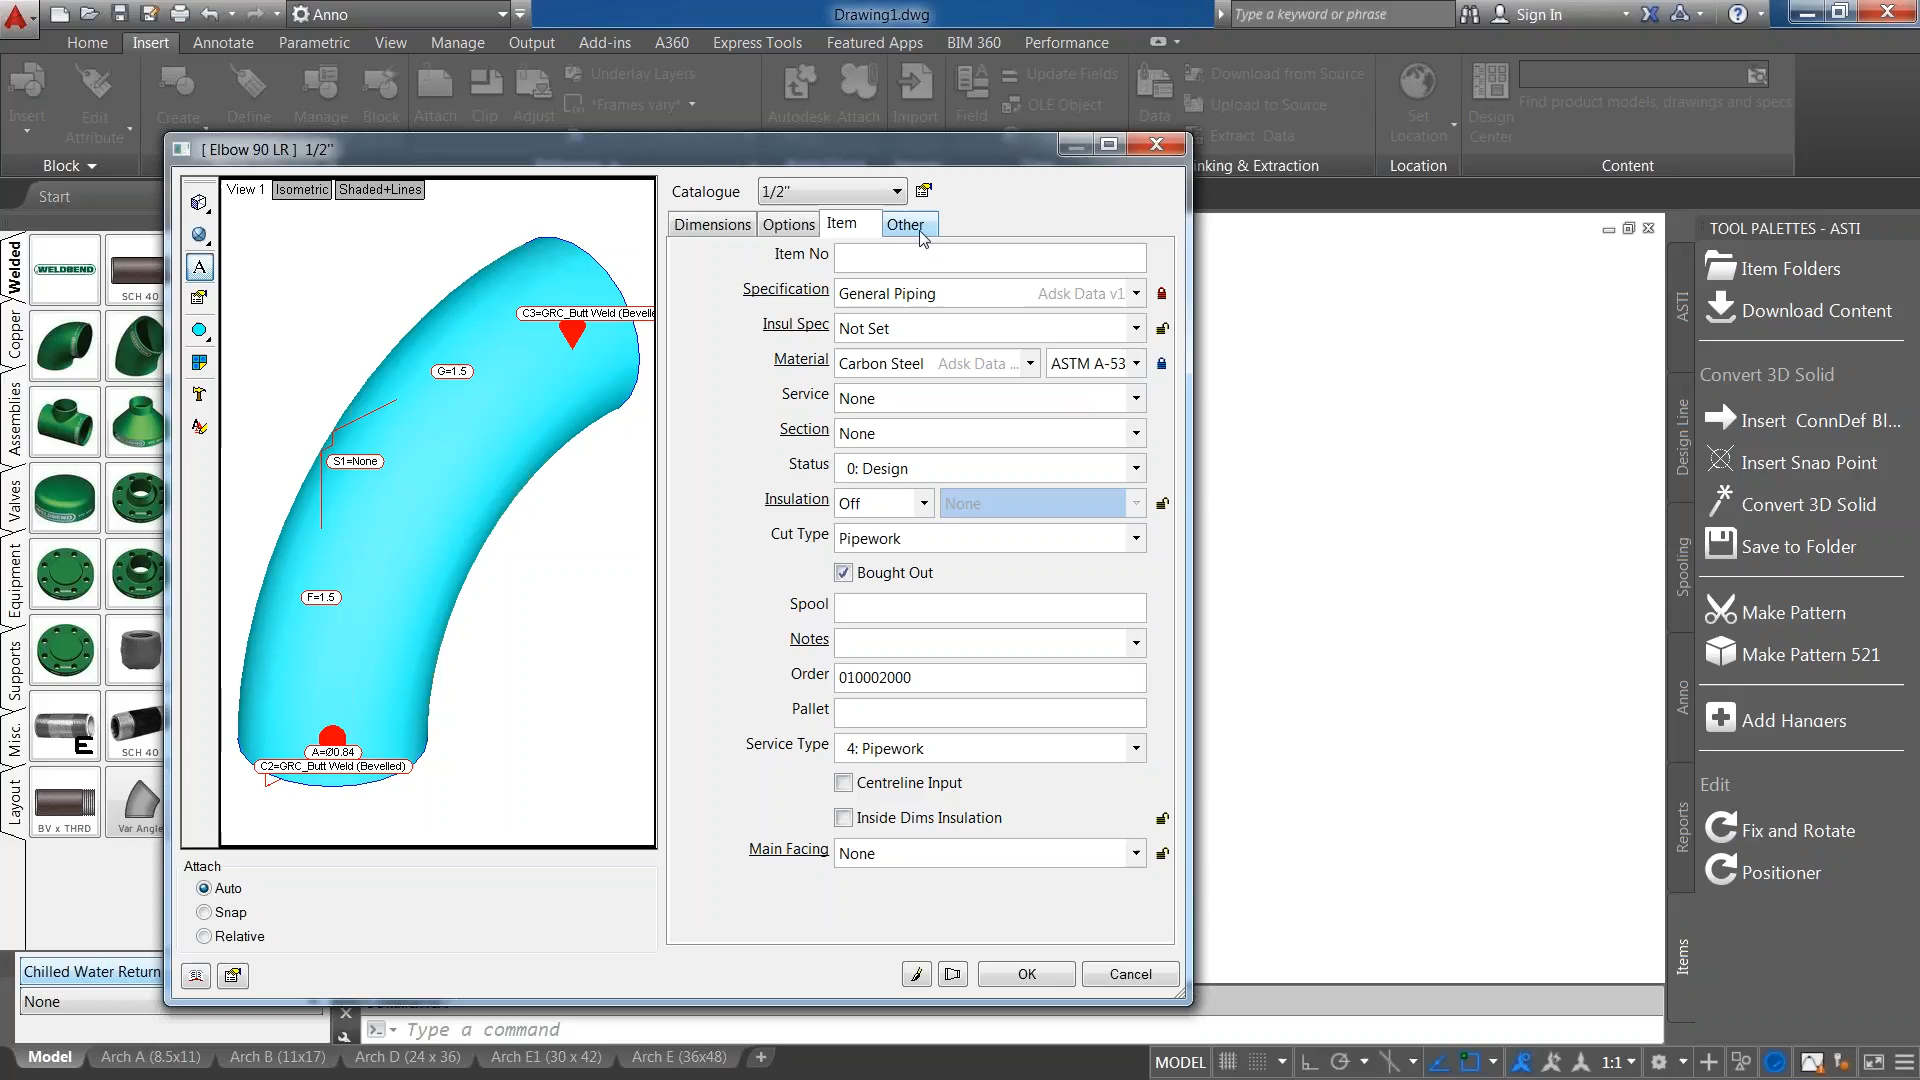 Anno
Drawing1.dwg
Type a keyword or phrase
Sign In
Home
Insert
Annotate
Parametric
View
Manage
Output
Add-ins
A360
Express Tools
Featured Apps
BIM 360
Performance
Insert
Edit
Attribute
Create
Define
Manage
Block
Attach
Clip
Adjust
Underlay Layers
*Frames vary*
Autodesk
Attach
Import
Field
Update Fields
OLE Object
Data
Download from Source
Upload to Source
Extract Data
Set
Location
Design
Center
Find product models, drawings and specs
Block
nking & Extraction
Location
Content
Start
[ Elbow 90 LR ] 1/2''
View 1
Isometric
Shaded+Lines
C3=GRC_Butt Weld (Bevelle
G=1.5
S1=None
F=1.5
A=Ø0.84
C2=GRC_Butt Weld (Bevelled)
Catalogue
1/2''
Dimensions
Options
Item
Other
Item No
Specification
General Piping
Adsk Data v1
Insul Spec
Not Set
Material
Carbon Steel
Adsk Data ...
ASTM A-53
Service
None
Section
None
Status
0: Design
Insulation
Off
None
Cut Type
Pipework
Bought Out
Spool
Notes
Order
010002000
Pallet
Service Type
4: Pipework
Centreline Input
Inside Dims Insulation
Main Facing
None
Attach
Auto
Snap
Relative
OK
Cancel
Welded
Copper
Assemblies
Valves
Equipment
Supports
Misc.
Layout
WELDBEND
SCH 40
E
SCH 40
BV x THRD
Var Angle
Chilled Water Return
None
TOOL PALETTES - ASTI
ASTI
Design Line
Spooling
Anno
Reports
Items
Item Folders
Download Content
Convert 3D Solid
Insert ConnDef Bl...
Insert Snap Point
Convert 3D Solid
Save to Folder
Make Pattern
Make Pattern 521
Add Hangers
Edit
Fix and Rotate
Positioner
Type a command
Model
Arch A (8.5x11)
Arch B (11x17)
Arch D (24 x 36)
Arch E1 (30 x 42)
Arch E (36x48)
MODEL
1:1